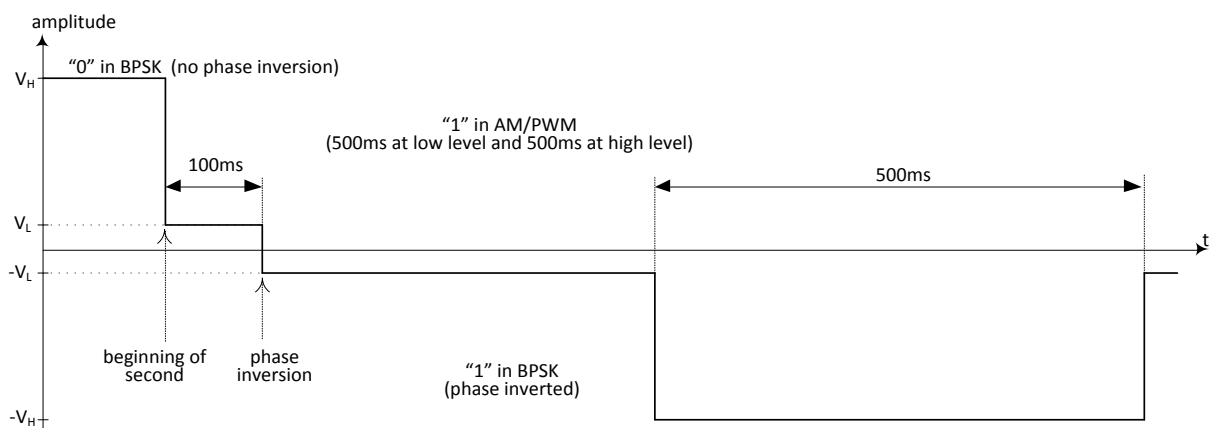 amplitude
V_H
“0” in BPSK (no phase inversion)
“1” in AM/PWM
(500ms at low level and 500ms at high level)
100ms
500ms
V_L
t
-V_L
beginning of
second
phase
inversion
“1” in BPSK
(phase inverted)
-V_H